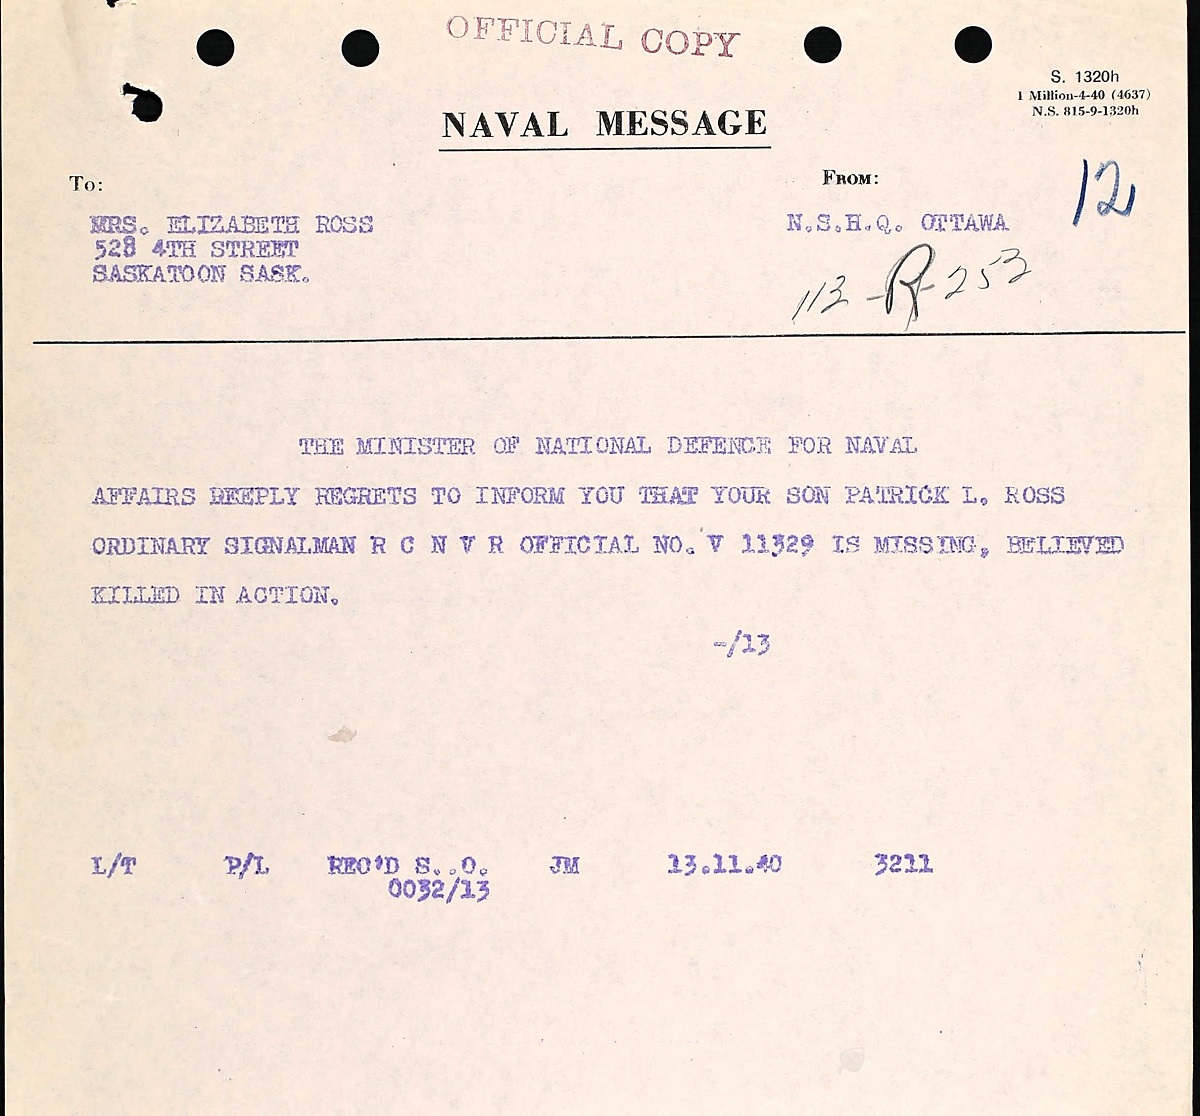 OFFICIAL COPY
S. 1320h
1 Million-4-40 (4637)
N.S. 815-9-1320h
NAVAL MESSAGE
To:
FROM:
12
MRS. ELIZABETH ROSS
528 4TH STREET
SASKATOON SASK.
N.S.H.Q. OTTAWA
113-R-253
THE MINISTER OF NATIONAL DEFENCE FOR NAVAL
AFFAIRS DEEPLY REGRETS TO INFORM YOU THAT YOUR SON PATRICK L. ROSS
ORDINARY SIGNALMAN R C N V R OFFICIAL NO. V 11329 IS MISSING, BELIEVED
KILLED IN ACTION.
-/13
L/T P/L REC'D S..O. JM 13.11.40 3211
0032/13